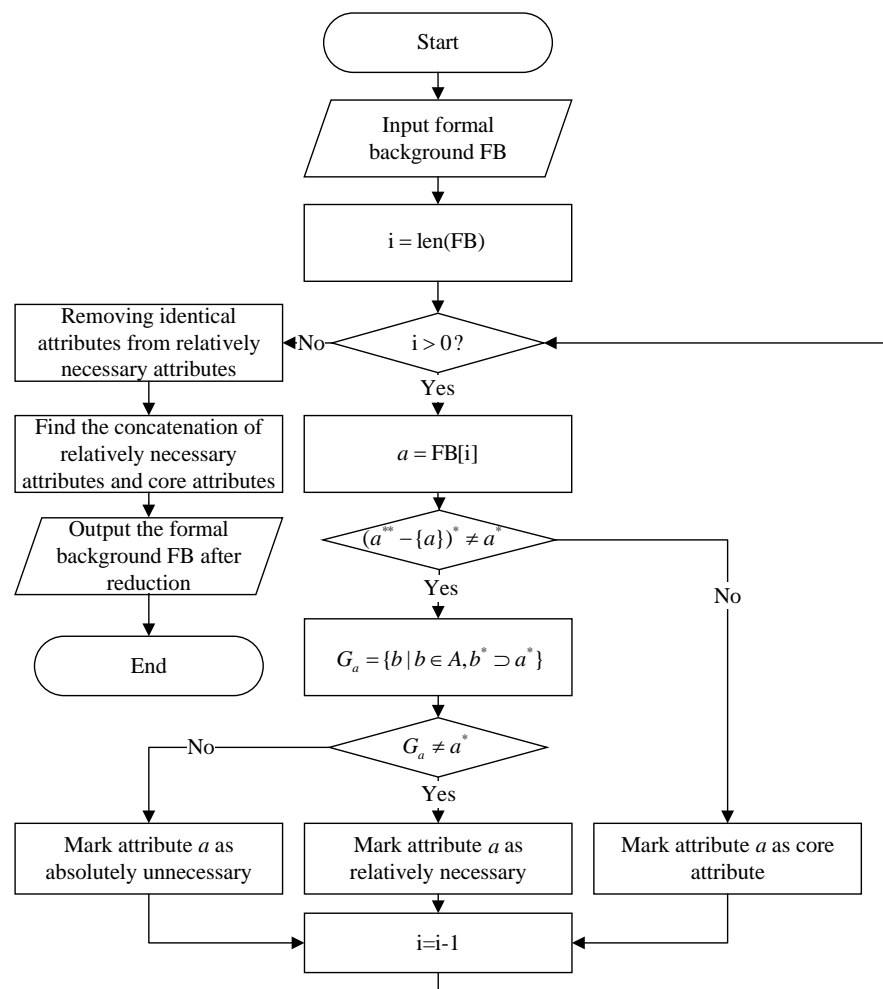 Start
Input formal
background FB
i = len(FB)
i > 0 ?
No
Yes
Removing identical
attributes from relatively
necessary attributes
Find the concatenation of
relatively necessary
attributes and core attributes
Output the formal
background FB after
reduction
End
a = FB[i]
(a** − {a})* ≠ a*
Yes
No
G_a = {b | b ∈ A, b* ⊃ a*}
G_a ≠ a*
No
Yes
Mark attribute a as
absolutely unnecessary
Mark attribute a as
relatively necessary
Mark attribute a as core
attribute
i=i-1